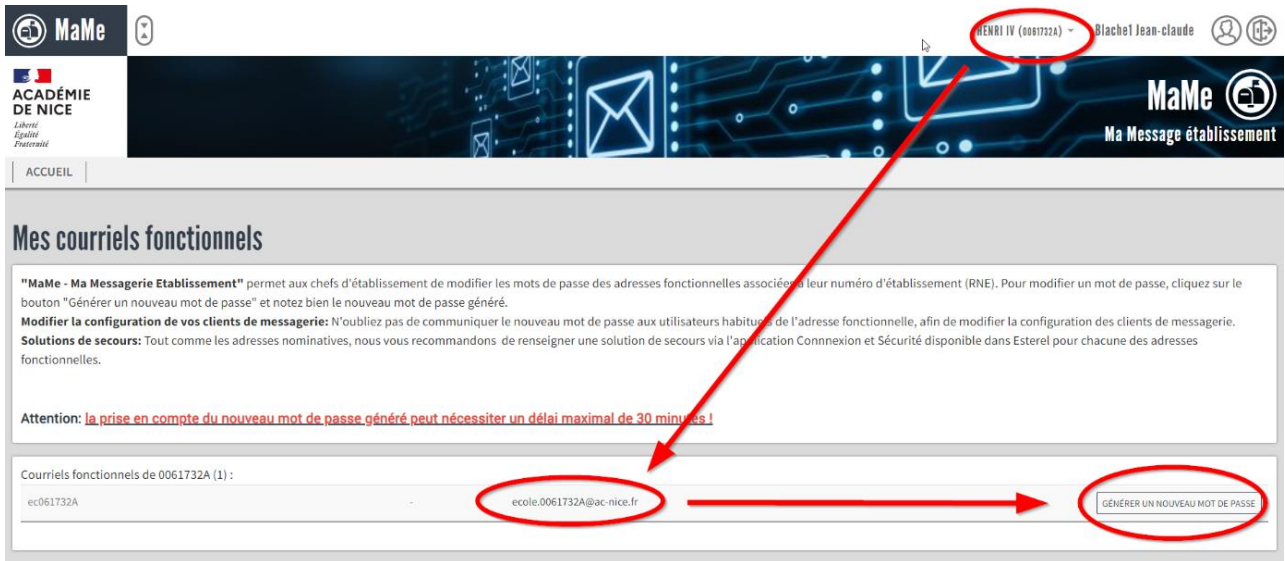 MaMe
HENRI IV (0061732A)
Blache1 Jean-claude
ACADÉMIE
DE NICE
Liberté
Égalité
Fraternité
MaMe
Ma Message établissement
ACCUEIL
Mes courriels fonctionnels
"MaMe - Ma Messagerie Etablissement" permet aux chefs d'établissement de modifier les mots de passe des adresses fonctionnelles associées à leur numéro d'établissement (RNE). Pour modifier un mot de passe, cliquez sur le
bouton "Générer un nouveau mot de passe" et notez bien le nouveau mot de passe généré.
Modifier la configuration de vos clients de messagerie: N'oubliez pas de communiquer le nouveau mot de passe aux utilisateurs habituels de l'adresse fonctionnelle, afin de modifier la configuration des clients de messagerie.
Solutions de secours: Tout comme les adresses nominatives, nous vous recommandons de renseigner une solution de secours via l'application Connnexion et Sécurité disponible dans Esterel pour chacune des adresses
fonctionnelles.
Attention: la prise en compte du nouveau mot de passe généré peut nécessiter un délai maximal de 30 minutes !
Courriels fonctionnels de 0061732A (1) :
ec061732A - ecole.0061732A@ac-nice.fr GÉNÉRER UN NOUVEAU MOT DE PASSE